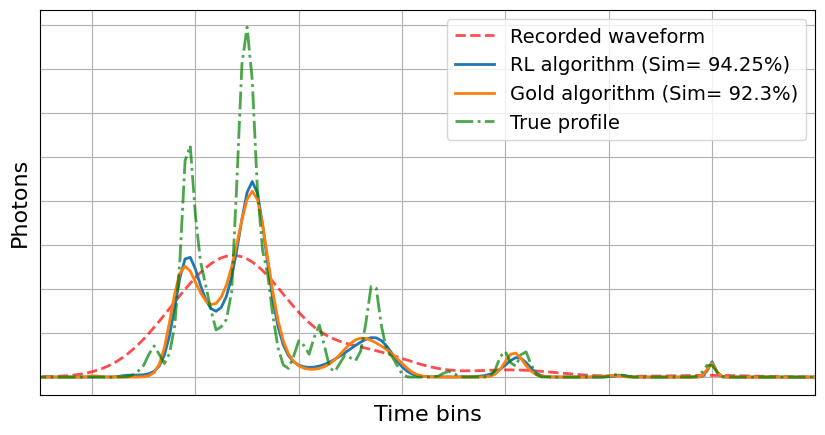 Recorded waveform
RL algorithm (Sim= 94.25%)
Gold algorithm (Sim= 92.3%)
True profile
Photons
Time bins